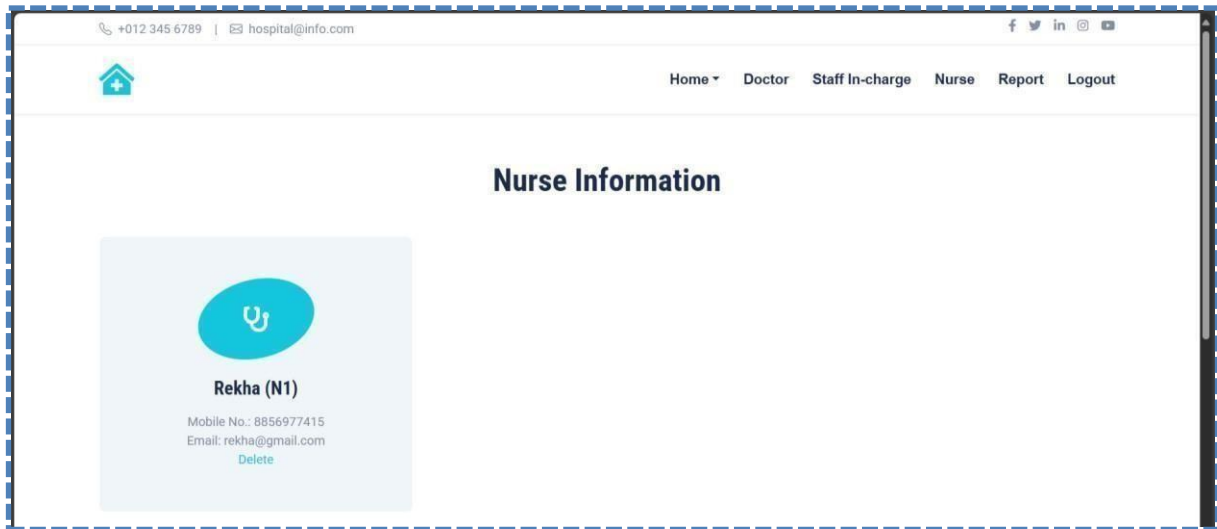 +012 345 6789 | hospital@info.com
Home Doctor Staff In-charge Nurse Report Logout
Nurse Information
Rekha (N1)
Mobile No.: 8856977415
Email: rekha@gmail.com
Delete